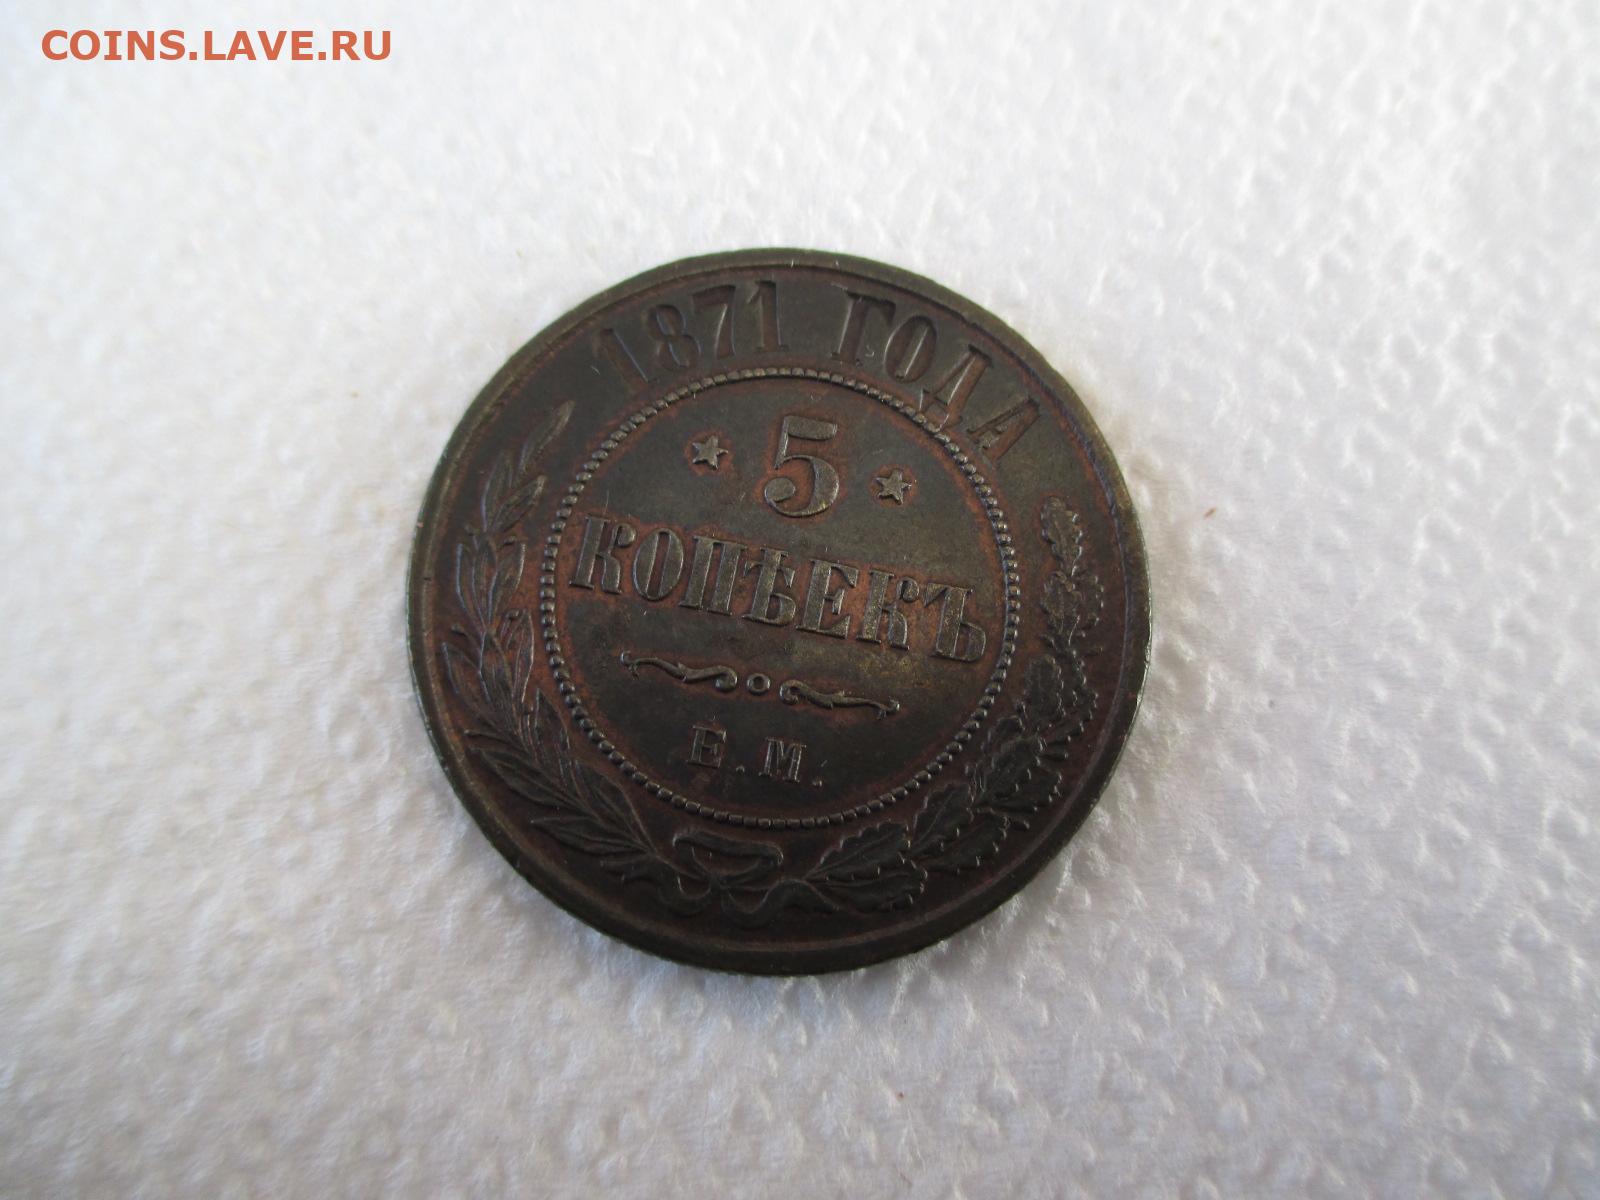 COINS.LAVE.RU
1871 ГОДА
5
КОПѢЕКЪ
Е.М.